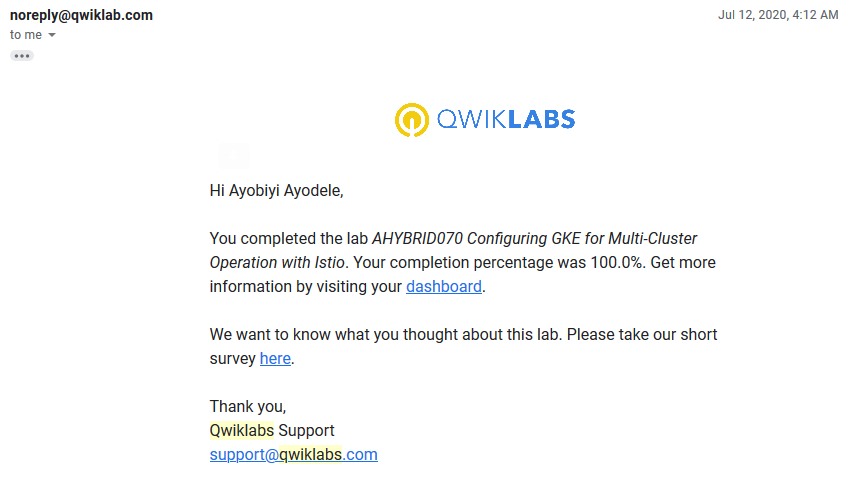 noreply@qwiklab.com
Jul 12, 2020, 4:12 AM
to me
QWIKLABS
Hi Ayobiyi Ayodele,
You completed the lab AHYBRID070 Configuring GKE for Multi-Cluster
Operation with Istio. Your completion percentage was 100.0%. Get more
information by visiting your dashboard.
We want to know what you thought about this lab. Please take our short
survey here.
Thank you,
Qwiklabs Support
support@qwiklabs.com